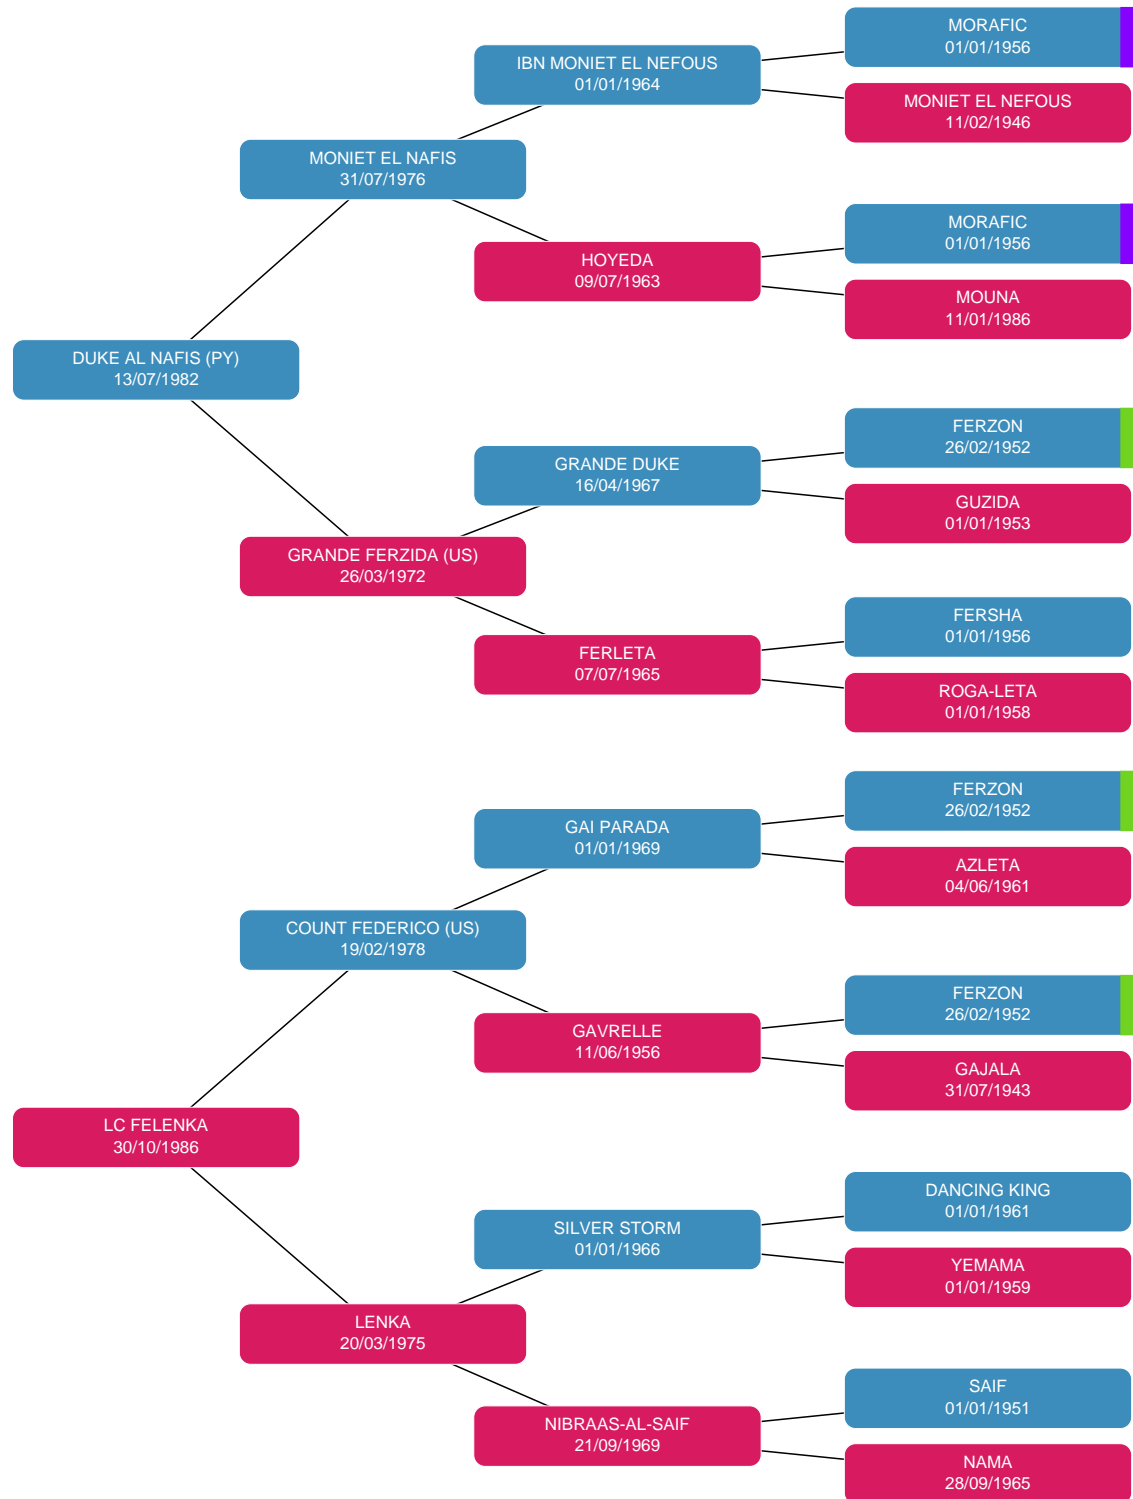 MORAFIC
01/01/1956
IBN MONIET EL NEFOUS
01/01/1964
MONIET EL NEFOUS
11/02/1946
MONIET EL NAFIS
31/07/1976
MORAFIC
01/01/1956
HOYEDA
09/07/1963
MOUNA
11/01/1986
DUKE AL NAFIS (PY)
13/07/1982
FERZON
26/02/1952
GRANDE DUKE
16/04/1967
GUZIDA
01/01/1953
GRANDE FERZIDA (US)
26/03/1972
FERSHA
01/01/1956
FERLETA
07/07/1965
ROGA-LETA
01/01/1958
FERZON
26/02/1952
GAI PARADA
01/01/1969
AZLETA
04/06/1961
COUNT FEDERICO (US)
19/02/1978
FERZON
26/02/1952
GAVRELLE
11/06/1956
GAJALA
31/07/1943
LC FELENKA
30/10/1986
DANCING KING
01/01/1961
SILVER STORM
01/01/1966
YEMAMA
01/01/1959
LENKA
20/03/1975
SAIF
01/01/1951
NIBRAAS-AL-SAIF
21/09/1969
NAMA
28/09/1965